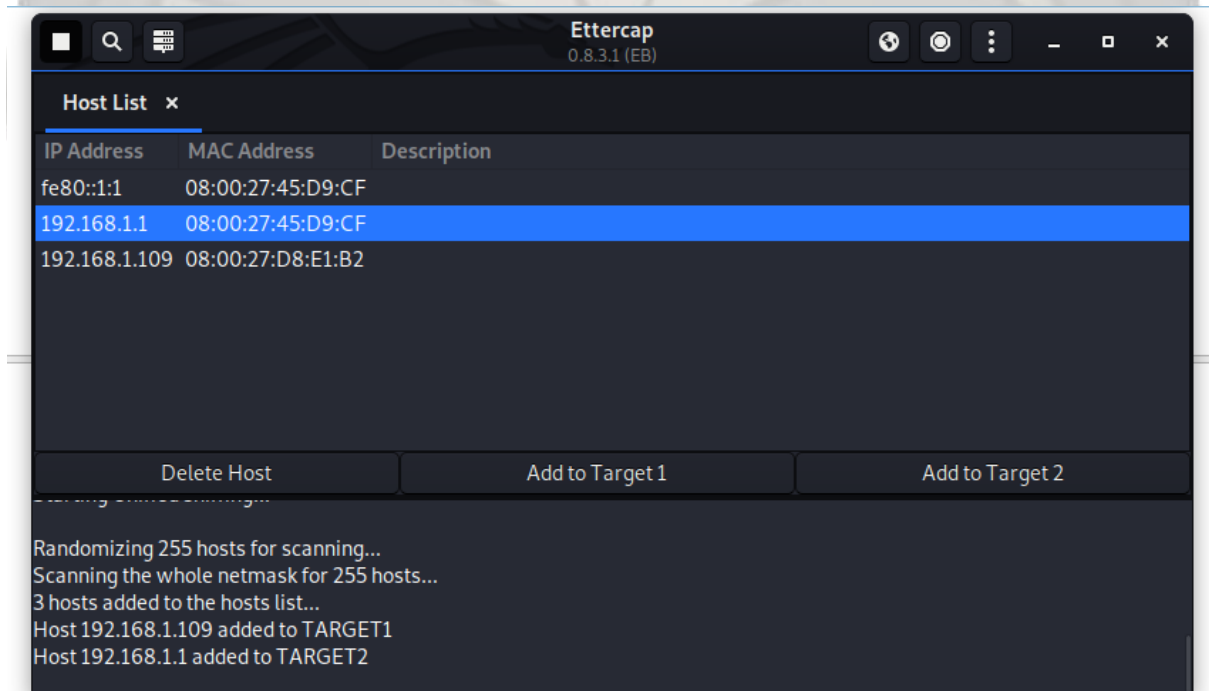 Ettercap
0.8.3.1 (EB)
Host List ×
IP Address MAC Address Description
fe80::1:1 08:00:27:45:D9:CF
192.168.1.1 08:00:27:45:D9:CF
192.168.1.109 08:00:27:D8:E1:B2
Delete Host Add to Target 1 Add to Target 2
Randomizing 255 hosts for scanning...
Scanning the whole netmask for 255 hosts...
3 hosts added to the hosts list...
Host 192.168.1.109 added to TARGET1
Host 192.168.1.1 added to TARGET2